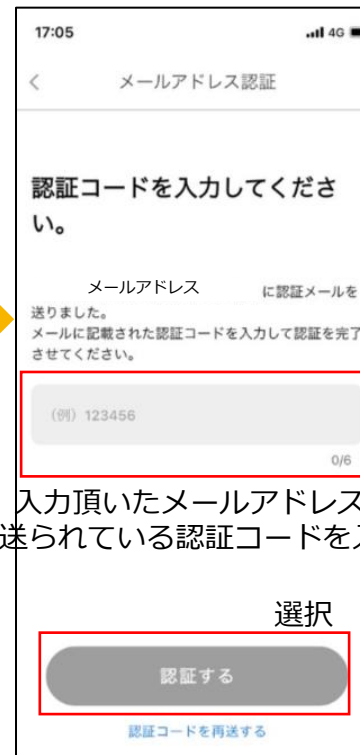 17:05 4G
< メールアドレス認証
認証コードを入力してくださ
い。
メールアドレス に認証メールを
送りました。
メールに記載された認証コードを入力して認証を完了
させてください。
（例）123456
0/6
入力頂いたメールアドレス
送られている認証コードを
選択
認証する
認証コードを再送する